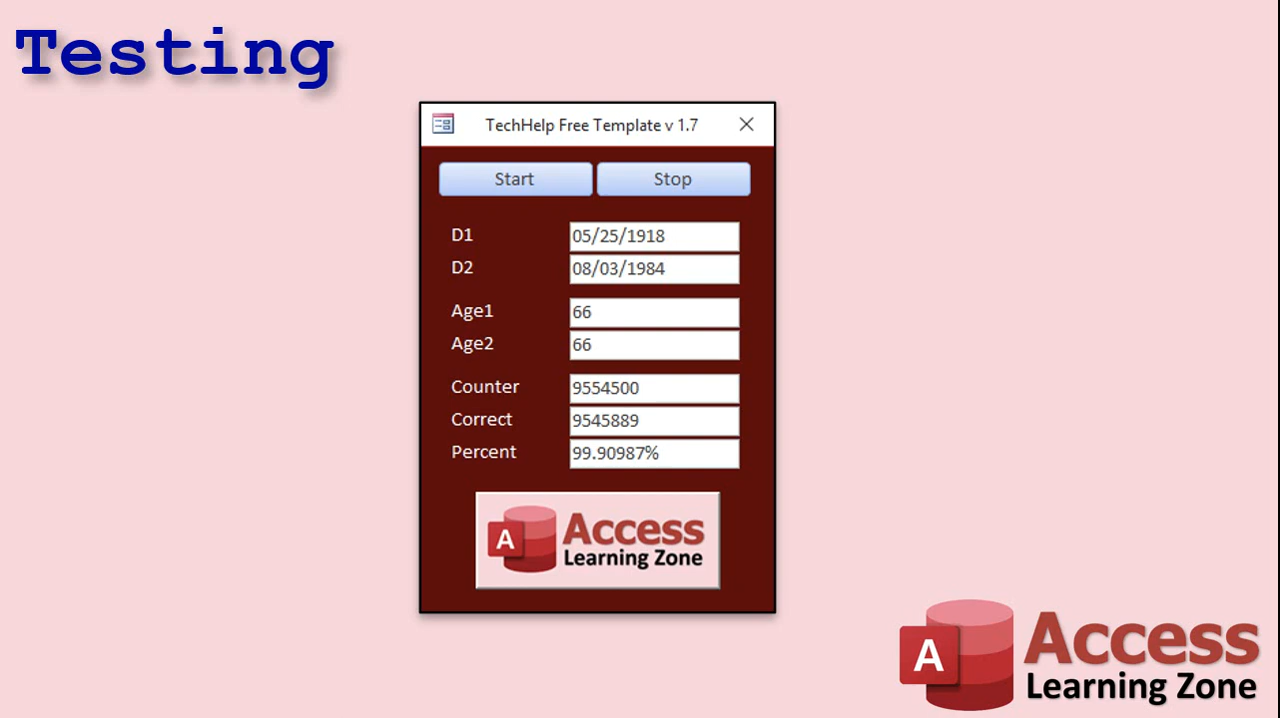 Testing
TechHelp Free Template v 1.7
Start Stop
D1 05/25/1918
D2 08/03/1984
Age1 66
Age2 66
Counter 9554500
Correct 9545889
Percent 99.90987%
A Access
Learning Zone
A Access
Learning Zone